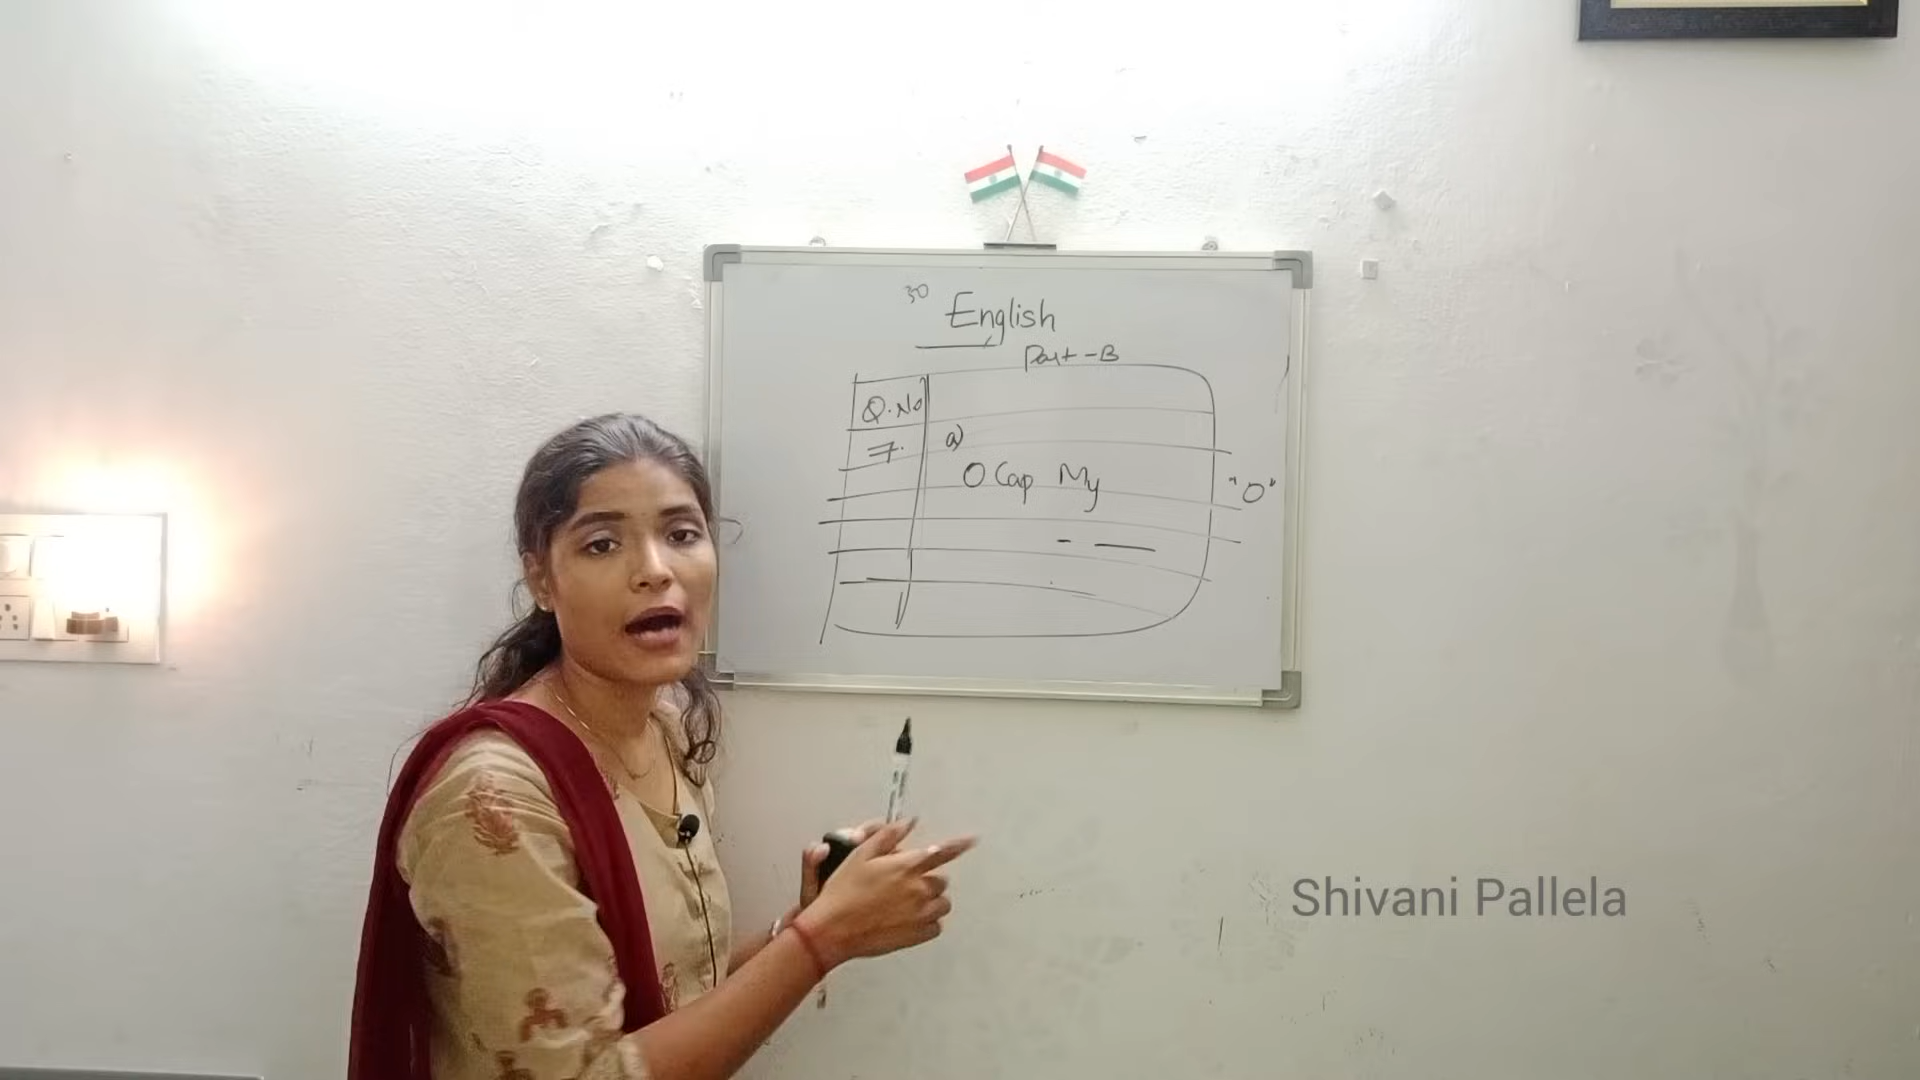 30
English
Part-B
Q.No
7. a)
O Cap My
"O"
Shivani Pallela